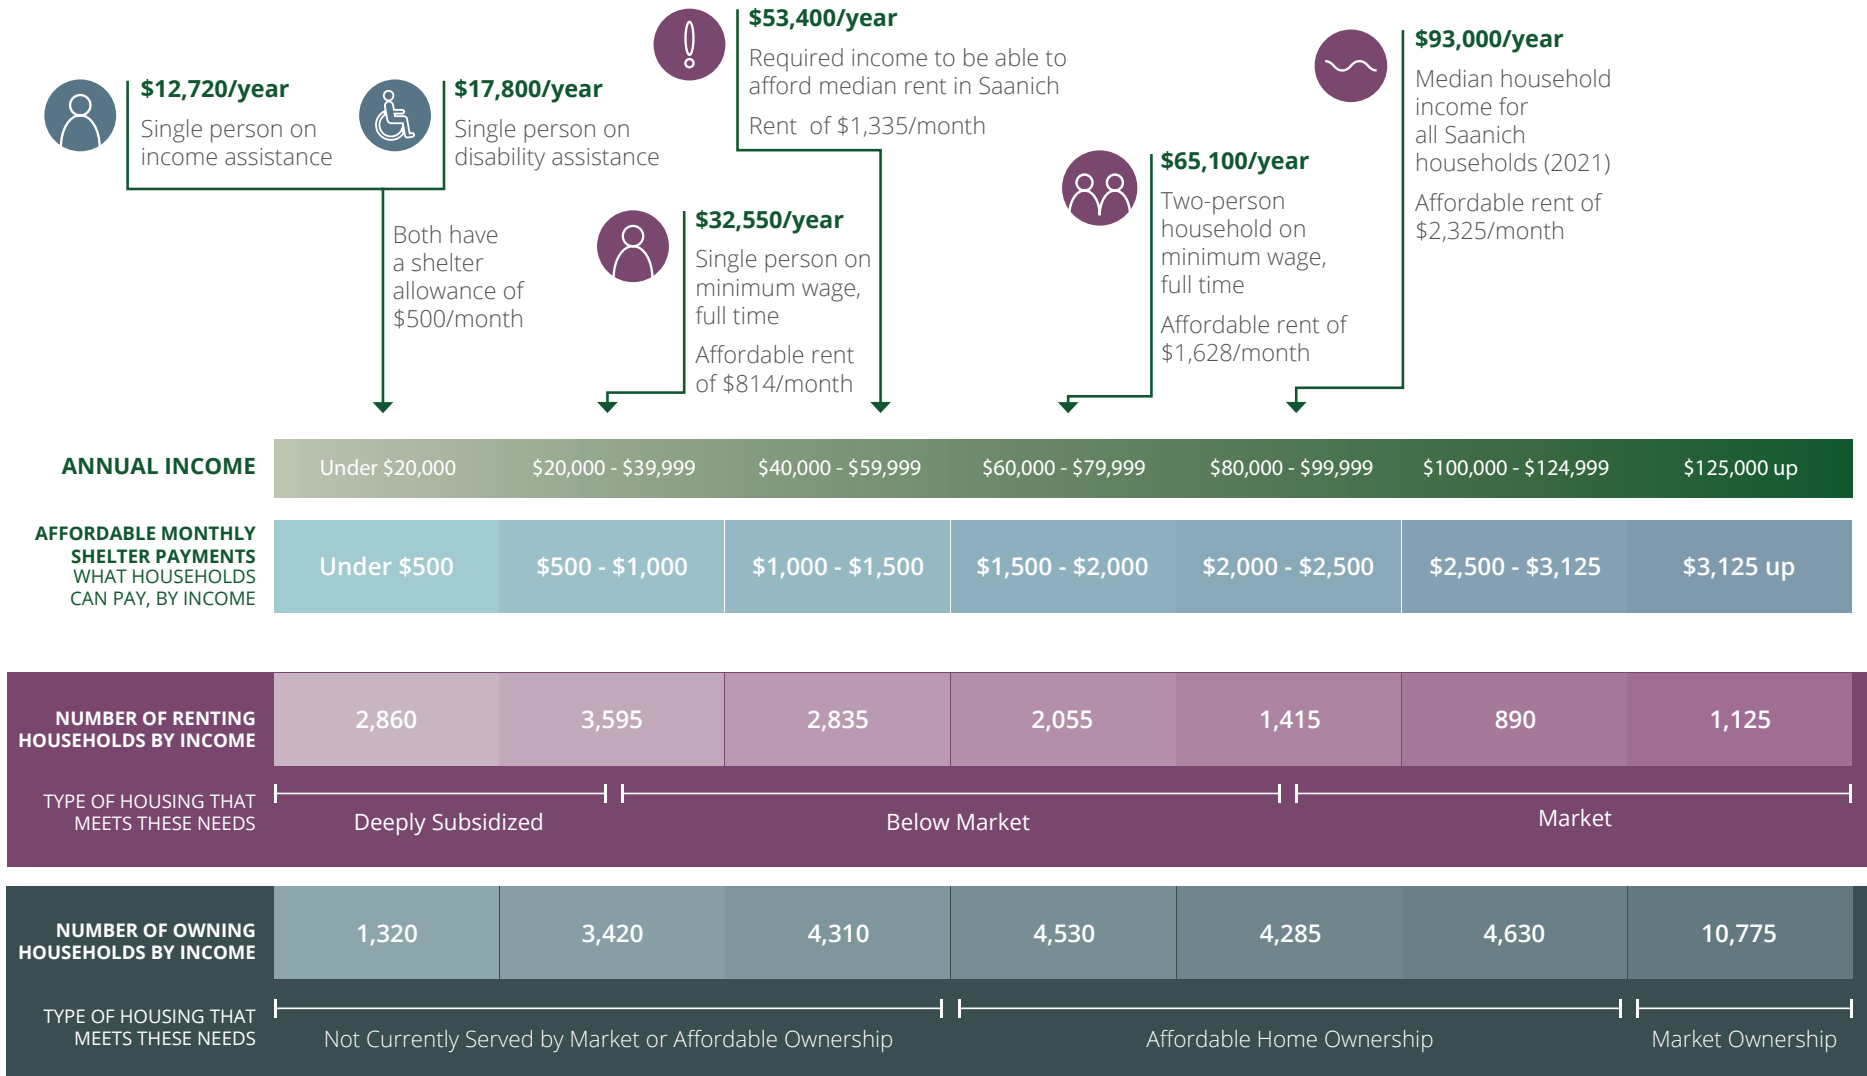 $12,720/year
Single person on
income assistance
$17,800/year
Single person on
disability assistance
Both have
a shelter
allowance of
$500/month
$32,550/year
Single person on
minimum wage,
full time
Affordable rent
of $814/month
$53,400/year
Required income to be able to
afford median rent in Saanich
Rent of $1,335/month
$65,100/year
Two-person
household on
minimum wage,
full time
Affordable rent of
$1,628/month
$93,000/year
Median household
income for
all Saanich
households (2021)
Affordable rent of
$2,325/month
ANNUAL INCOME
Under $20,000
$20,000 - $39,999
$40,000 - $59,999
$60,000 - $79,999
$80,000 - $99,999
$100,000 - $124,999
$125,000 up
AFFORDABLE MONTHLY
SHELTER PAYMENTS
WHAT HOUSEHOLDS
CAN PAY, BY INCOME
Under $500
$500 - $1,000
$1,000 - $1,500
$1,500 - $2,000
$2,000 - $2,500
$2,500 - $3,125
$3,125 up
NUMBER OF RENTING
HOUSEHOLDS BY INCOME
2,860
3,595
2,835
2,055
1,415
890
1,125
TYPE OF HOUSING THAT
MEETS THESE NEEDS
Deeply Subsidized
Below Market
Market
NUMBER OF OWNING
HOUSEHOLDS BY INCOME
1,320
3,420
4,310
4,530
4,285
4,630
10,775
TYPE OF HOUSING THAT
MEETS THESE NEEDS
Not Currently Served by Market or Affordable Ownership
Affordable Home Ownership
Market Ownership